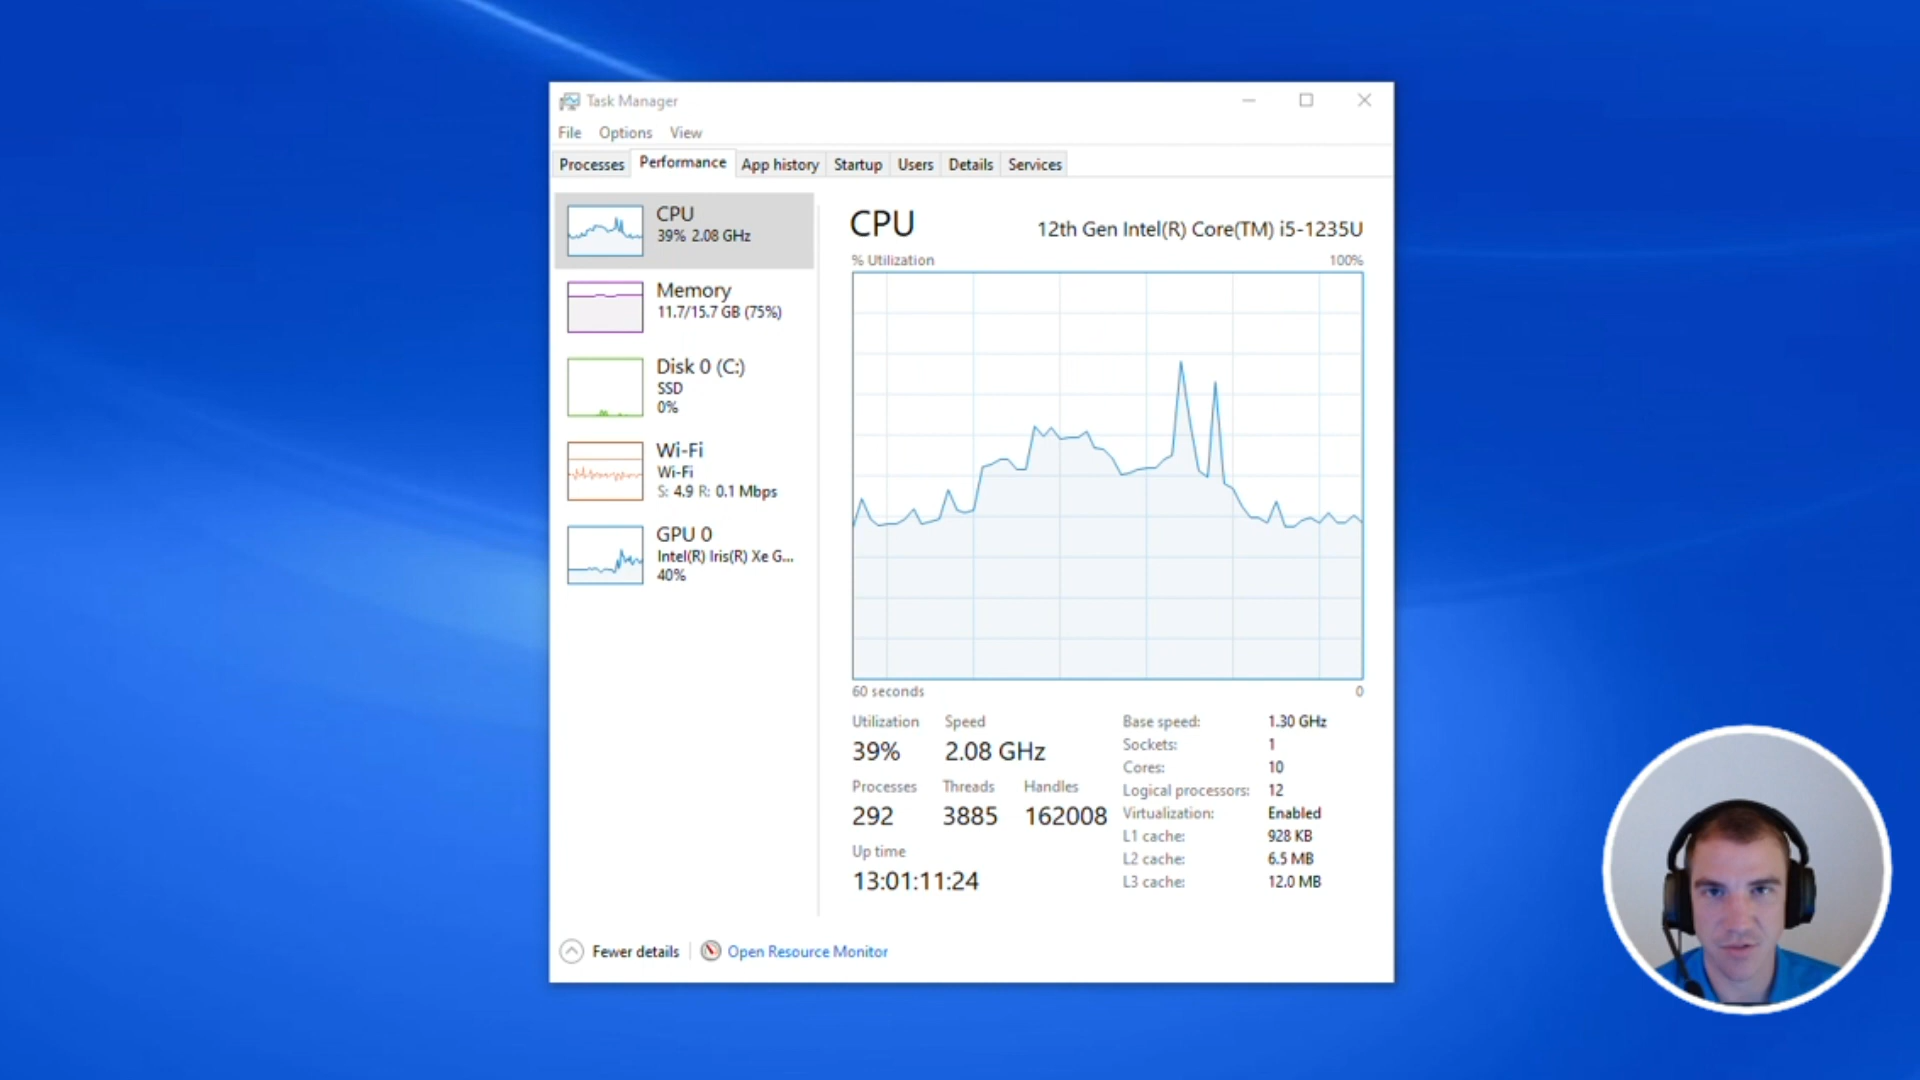 Task Manager
File Options View
Processes Performance App history Startup Users Details Services
CPU
39% 2.08 GHz
Memory
11.7/15.7 GB (75%)
Disk 0 (C:)
SSD
0%
Wi-Fi
Wi-Fi
S: 4.9 R: 0.1 Mbps
GPU 0
Intel(R) Iris(R) Xe G...
40%
CPU 12th Gen Intel(R) Core(TM) i5-1235U
% Utilization 100%
60 seconds 0
Utilization Speed
39% 2.08 GHz
Processes Threads Handles
292 3885 162008
Up time
13:01:11:24
Base speed: 1.30 GHz
Sockets: 1
Cores: 10
Logical processors: 12
Virtualization: Enabled
L1 cache: 928 KB
L2 cache: 6.5 MB
L3 cache: 12.0 MB
Fewer details Open Resource Monitor